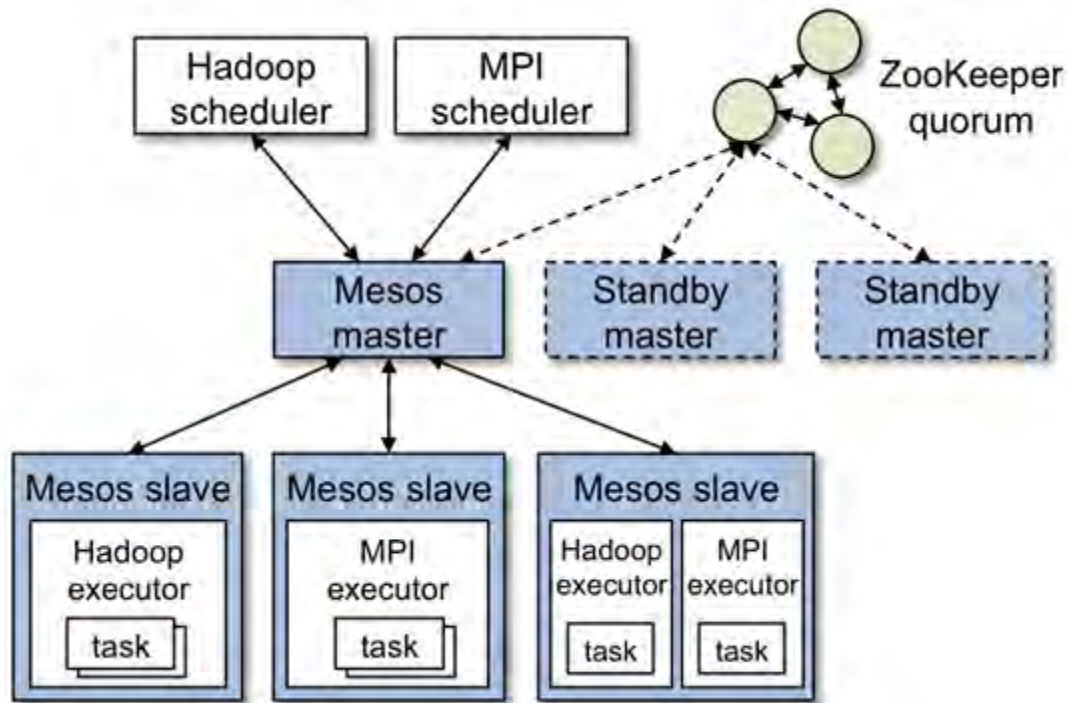 Hadoop
scheduler
MPI
scheduler
ZooKeeper
quorum
Mesos
master
Standby
master
Standby
master
Mesos slave
Hadoop
executor
task
Mesos slave
MPI
executor
task
Mesos slave
Hadoop
executor
task
MPI
executor
task